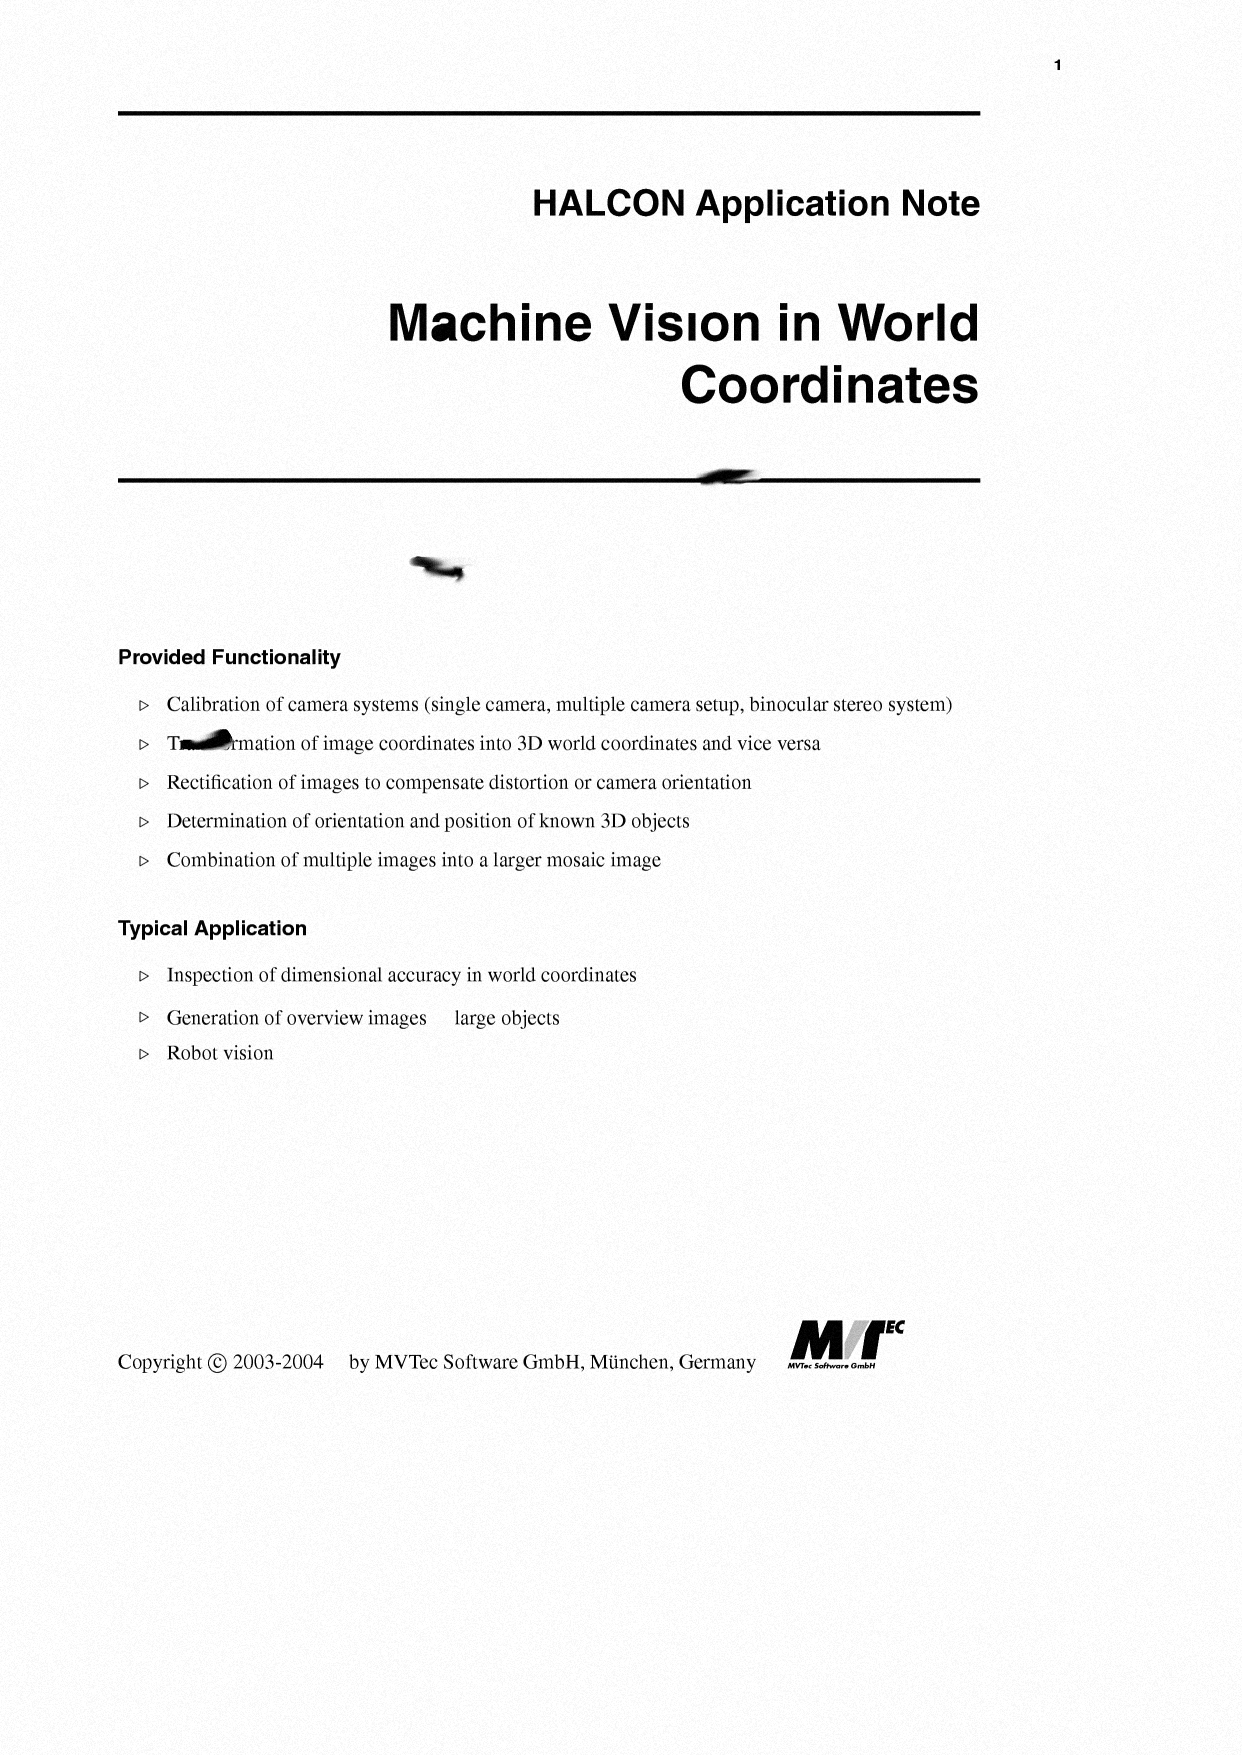 1
HALCON Application Note
Machine Vision in World
Coordinates
Provided Functionality
▷ Calibration of camera systems (single camera, multiple camera setup, binocular stereo system)
▷ of image coordinates into 3D world coordinates and vice versa
▷ Rectification of images to compensate distortion or camera orientation
▷ Determination of orientation and position of known 3D objects
▷ Combination of multiple images into a larger mosaic image
Typical Application
▷ Inspection of dimensional accuracy in world coordinates
▷ Generation of overview images large objects
▷ Robot vision
Copyright © 2003-2004 by MVTec Software GmbH, München, Germany
MVTEC
MVTec Software GmbH